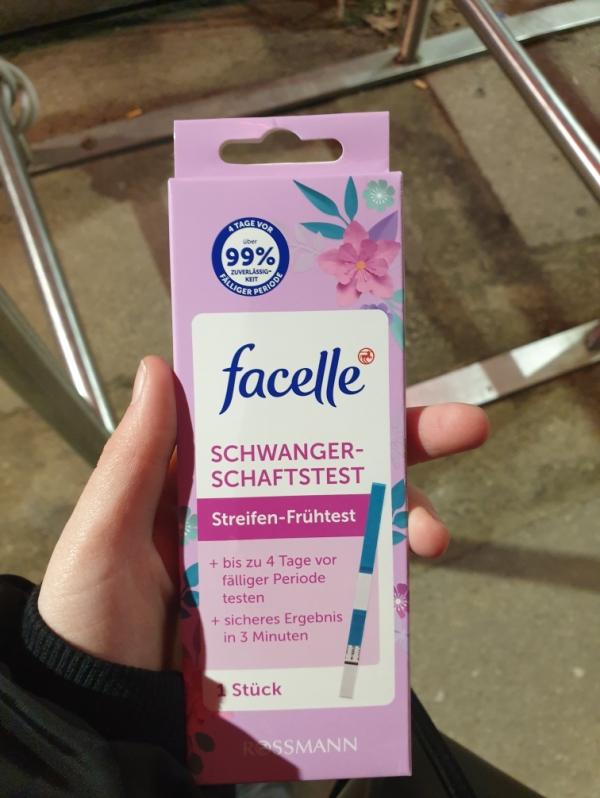 4 TAGE VOR
über
99%
ZUVERLÄSSIG-
KEIT
FÄLLIGER PERIODE
facelle
SCHWANGER-
SCHAFTSTEST
Streifen-Frühtest
+ bis zu 4 Tage vor
fälliger Periode
testen
+ sicheres Ergebnis
in 3 Minuten
1 Stück
ROSSMANN